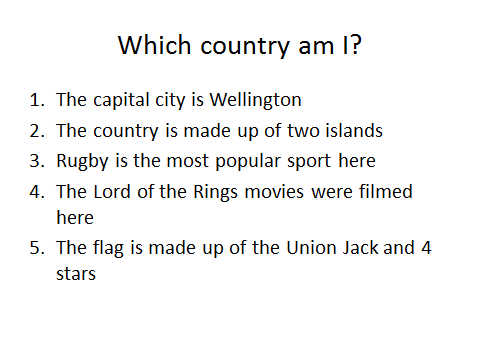 Which country am I?
1. The capital city is Wellington
2. The country is made up of two islands
3. Rugby is the most popular sport here
4. The Lord of the Rings movies were filmed
here
5. The flag is made up of the Union Jack and 4
stars